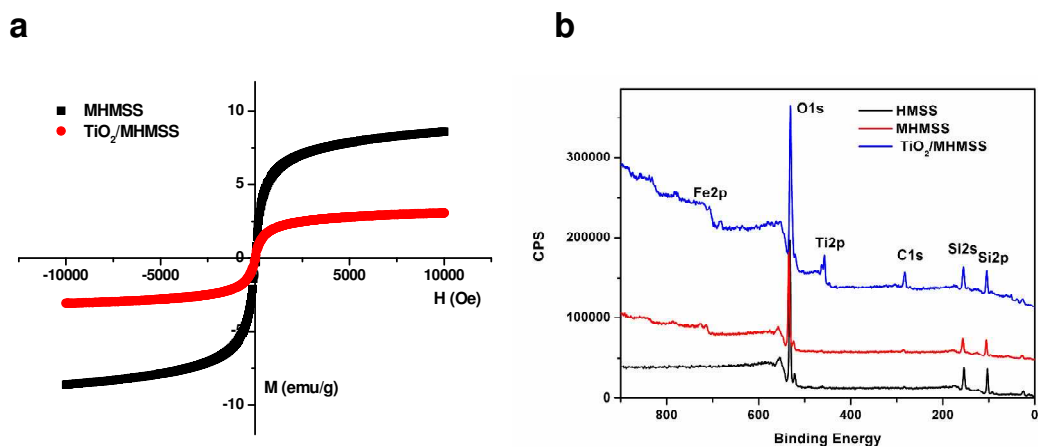 a
b
MHMSS
TiO2/MHMSS
10
5
0
-5
-10
-10000
-5000
5000
10000
H (Oe)
M (emu/g)
HMSS
MHMSS
TiO2/MHMSS
O1s
Fe2p
Ti2p
C1s
SI2s
Si2p
CPS
300000
200000
100000
0
800
600
400
200
0
Binding Energy